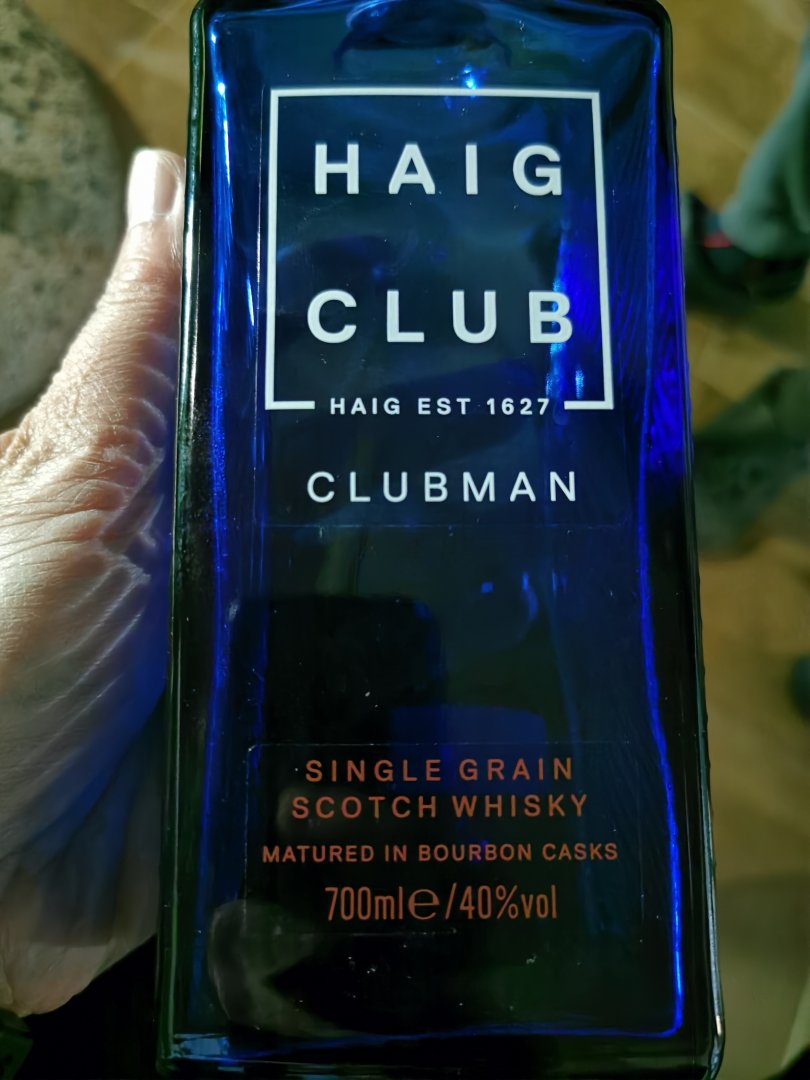 HAIG
CLUB
HAIG EST 1627
CLUBMAN
SINGLE GRAIN
SCOTCH WHISKY
MATURED IN BOURBON CASKS
700ml℮/40%vol